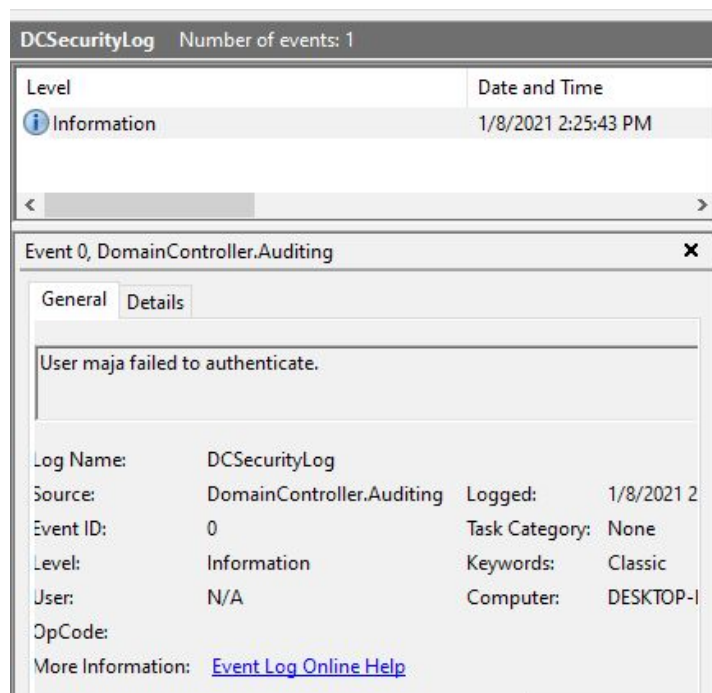 DCSecurityLog Number of events: 1
Level Date and Time
Information 1/8/2021 2:25:43 PM
Event 0, DomainController.Auditing
General Details
User maja failed to authenticate.
Log Name: DCSecurityLog
Source: DomainController.Auditing Logged: 1/8/2021 2
Event ID: 0 Task Category: None
Level: Information Keywords: Classic
User: N/A Computer: DESKTOP-
OpCode:
More Information: Event Log Online Help